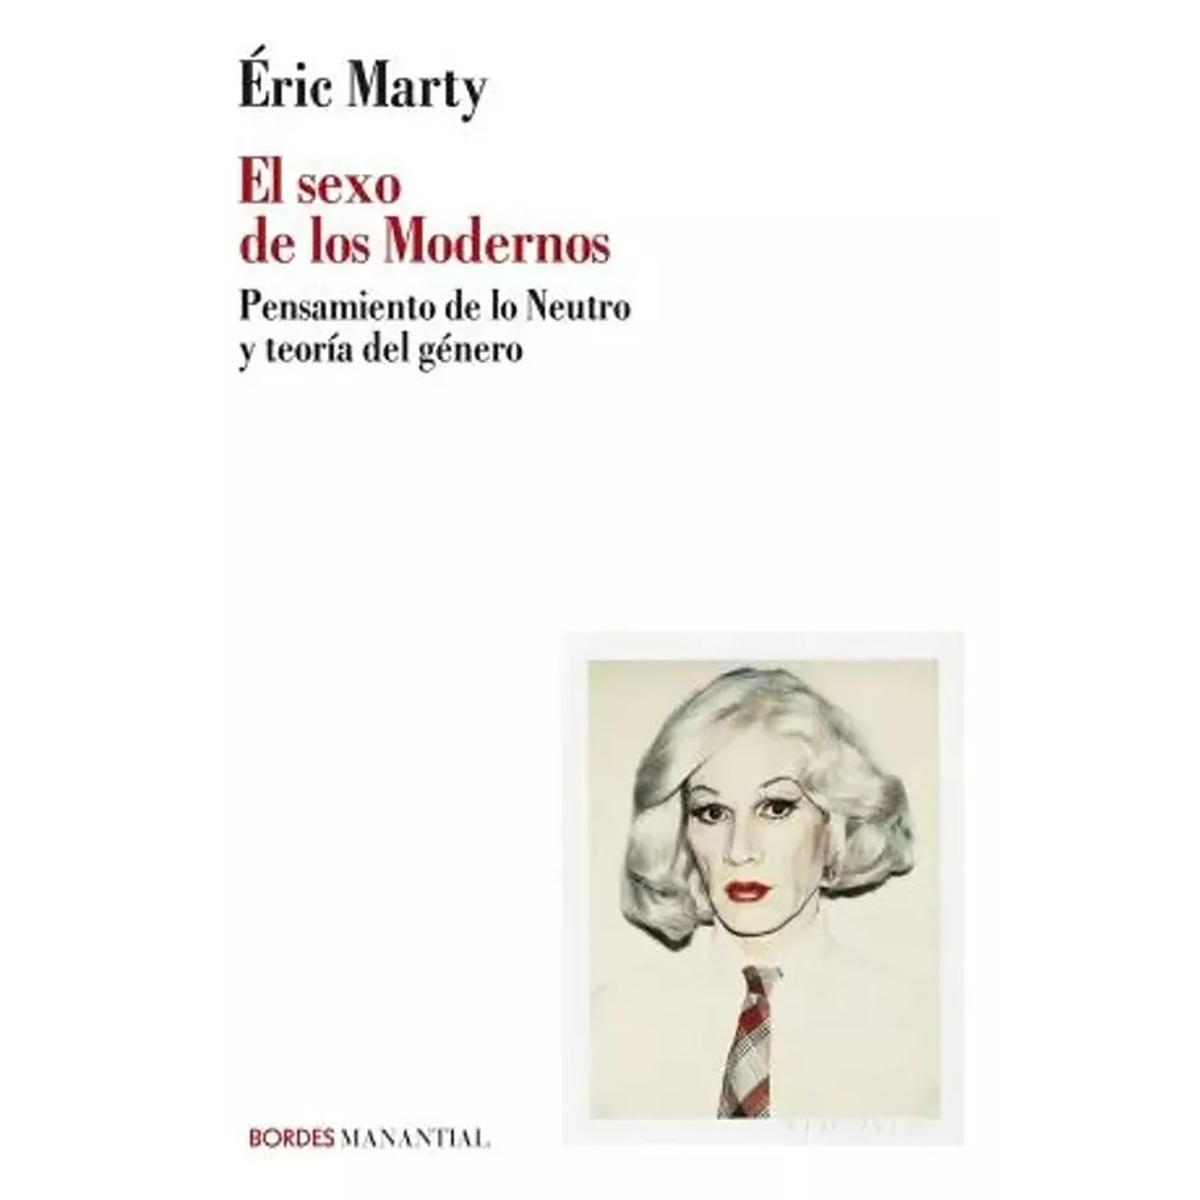 Éric Marty
El sexo
de los Modernos
Pensamiento de lo Neutro
y teoría del género
BORDES MANANTIAL